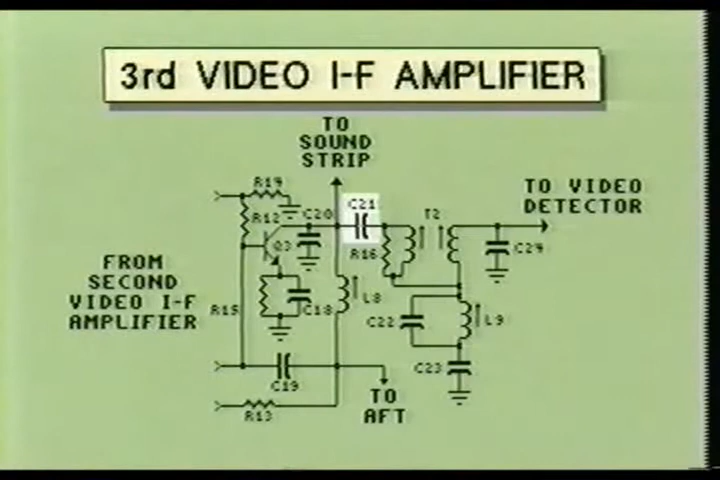 3rd VIDEO I-F AMPLIFIER
TO
SOUND
STRIP
R19
C20
C21
T2
TO VIDEO
DETECTOR
R12
Q3
R16
C29
FROM
SECOND
VIDEO I-F
AMPLIFIER
R15
C18
L8
C22
L9
C19
C23
TO
AFT
R13